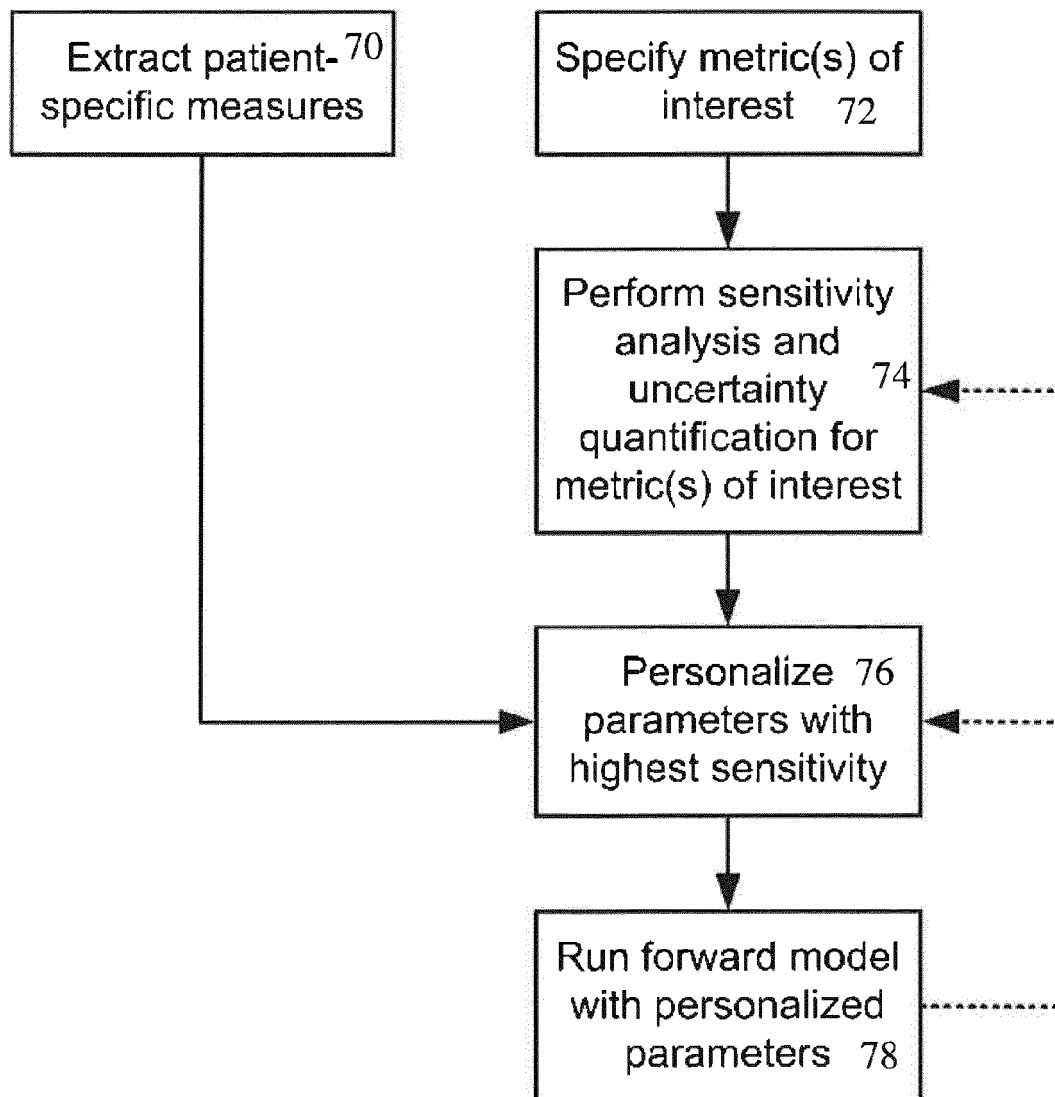 Extract patient- 70
specific measures
Specify metric(s) of
interest 72
Perform sensitivity
analysis and
uncertainty 74
quantification for
metric(s) of interest
Personalize 76
parameters with
highest sensitivity
Run forward model
with personalized
parameters 78